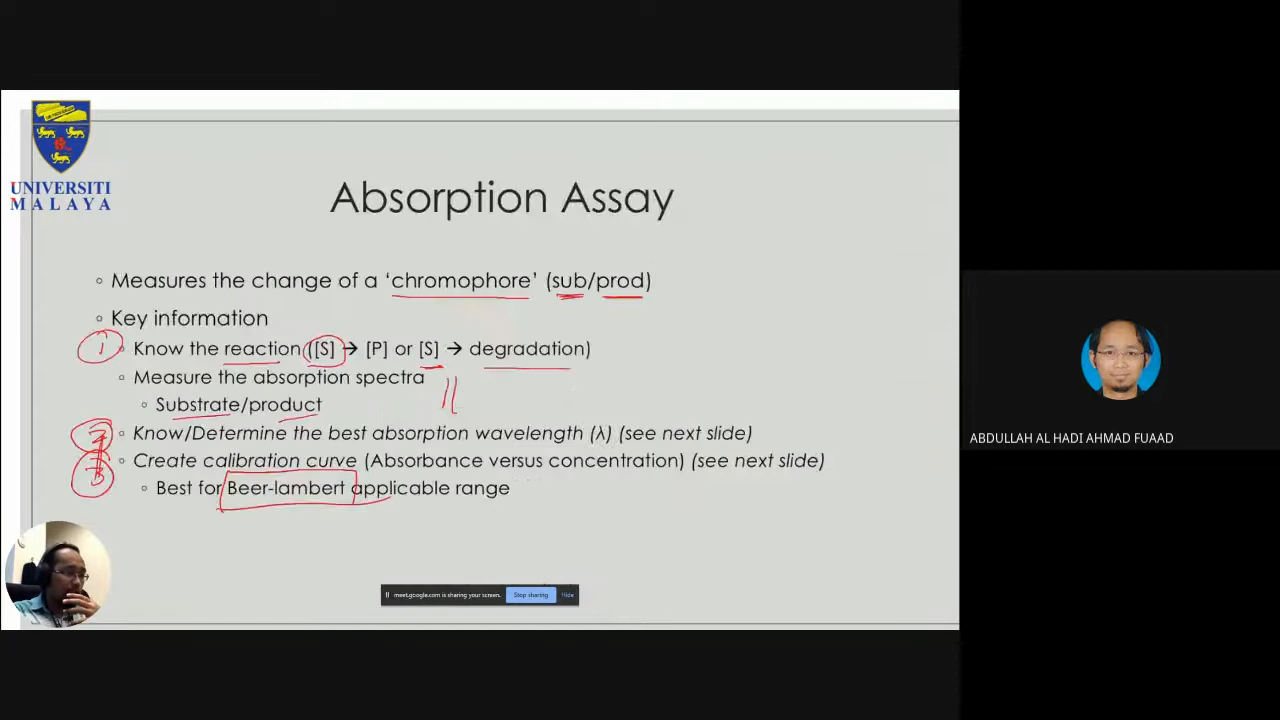 UNIVERSITI
MALAYA
Absorption Assay
◦ Measures the change of a ‘chromophore’ (sub/prod)
◦ Key information
1 ◦ Know the reaction ([S] → [P] or [S] → degradation)
◦ Measure the absorption spectra
◦ Substrate/product
2 ◦ Know/Determine the best absorption wavelength (λ) (see next slide)
3 ◦ Create calibration curve (Absorbance versus concentration) (see next slide)
◦ Best for Beer-lambert applicable range
meet.google.com is sharing your screen. Stop sharing Hide
ABDULLAH AL HADI AHMAD FUAAD